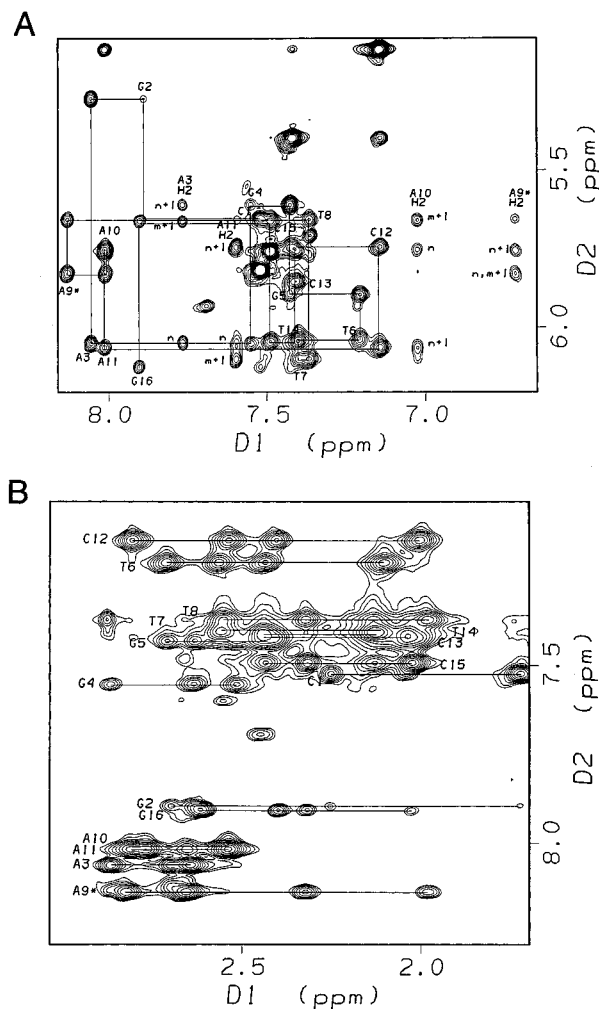 A
G2
A3
H2
A10
H2
A9*
H2
n+1
G4
m+1
C1
A11
H2
C15
T8
m+1
A10
n+1
n
C12
n+1
A9*
G5
C13
n,m+1
A3
A11
n
n
m+1
T14
T6
n+1
G16
T7
5.5
6.0
D2 (ppm)
8.0
7.5
7.0
D1 (ppm)
B
C12
T6
T7
T8
G5
T14
C13
C15
G4
C1
G2
G16
A10
A11
A3
A9*
7.5
8.0
D2 (ppm)
2.5
2.0
D1 (ppm)